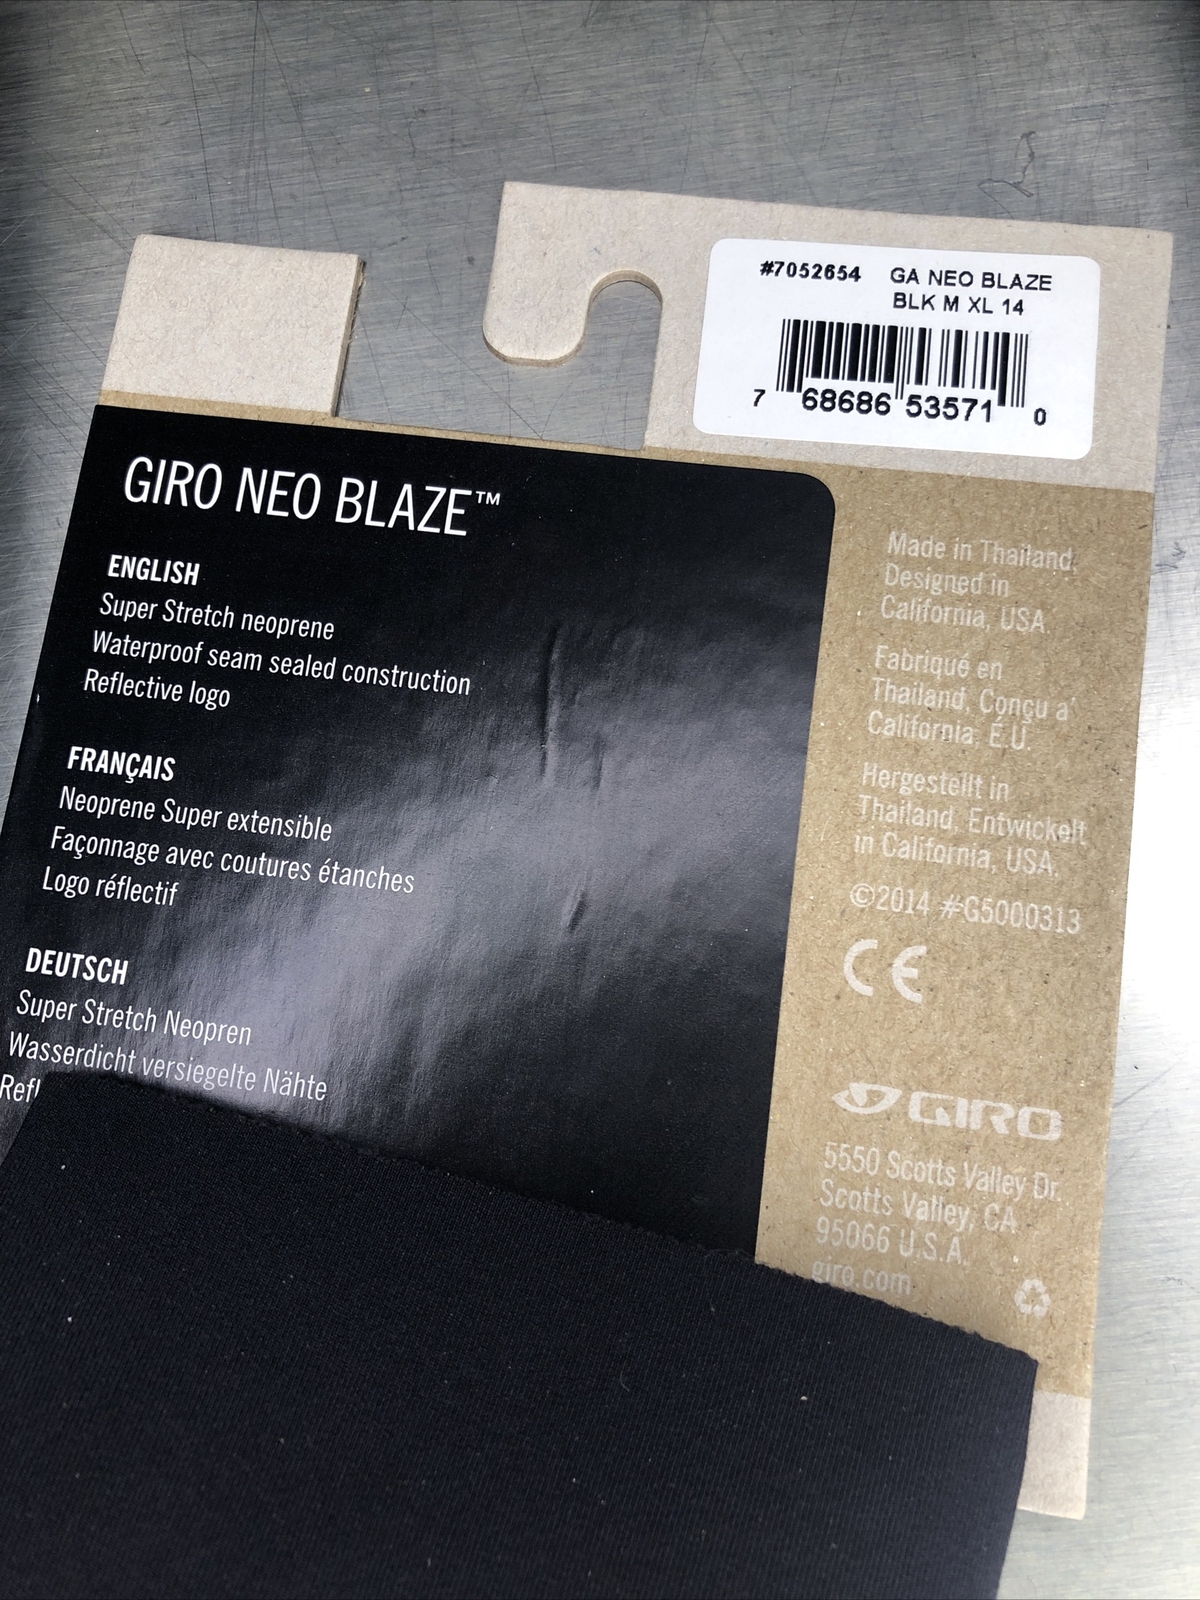 #7052654 GA NEO BLAZE
BLK M XL 14
7 68686 53571 0
GIRO NEO BLAZE™
ENGLISH
Super Stretch neoprene
Waterproof seam sealed construction
Reflective logo
FRANÇAIS
Neoprene Super extensible
Façonnage avec coutures étanches
Logo réflectif
DEUTSCH
Super Stretch Neopren
Wasserdicht versiegelte Nähte
Made in Thailand.
Designed in
California, USA.
Fabriqué en
Thailand, Conçu a'
California, É.U.
Hergestellt in
Thailand, Entwickelt
in California, USA.
©2014 #G5000313
CE
GIRO
5550 Scotts Valley Dr.
Scotts Valley, CA
95066 U.S.A.
giro.com